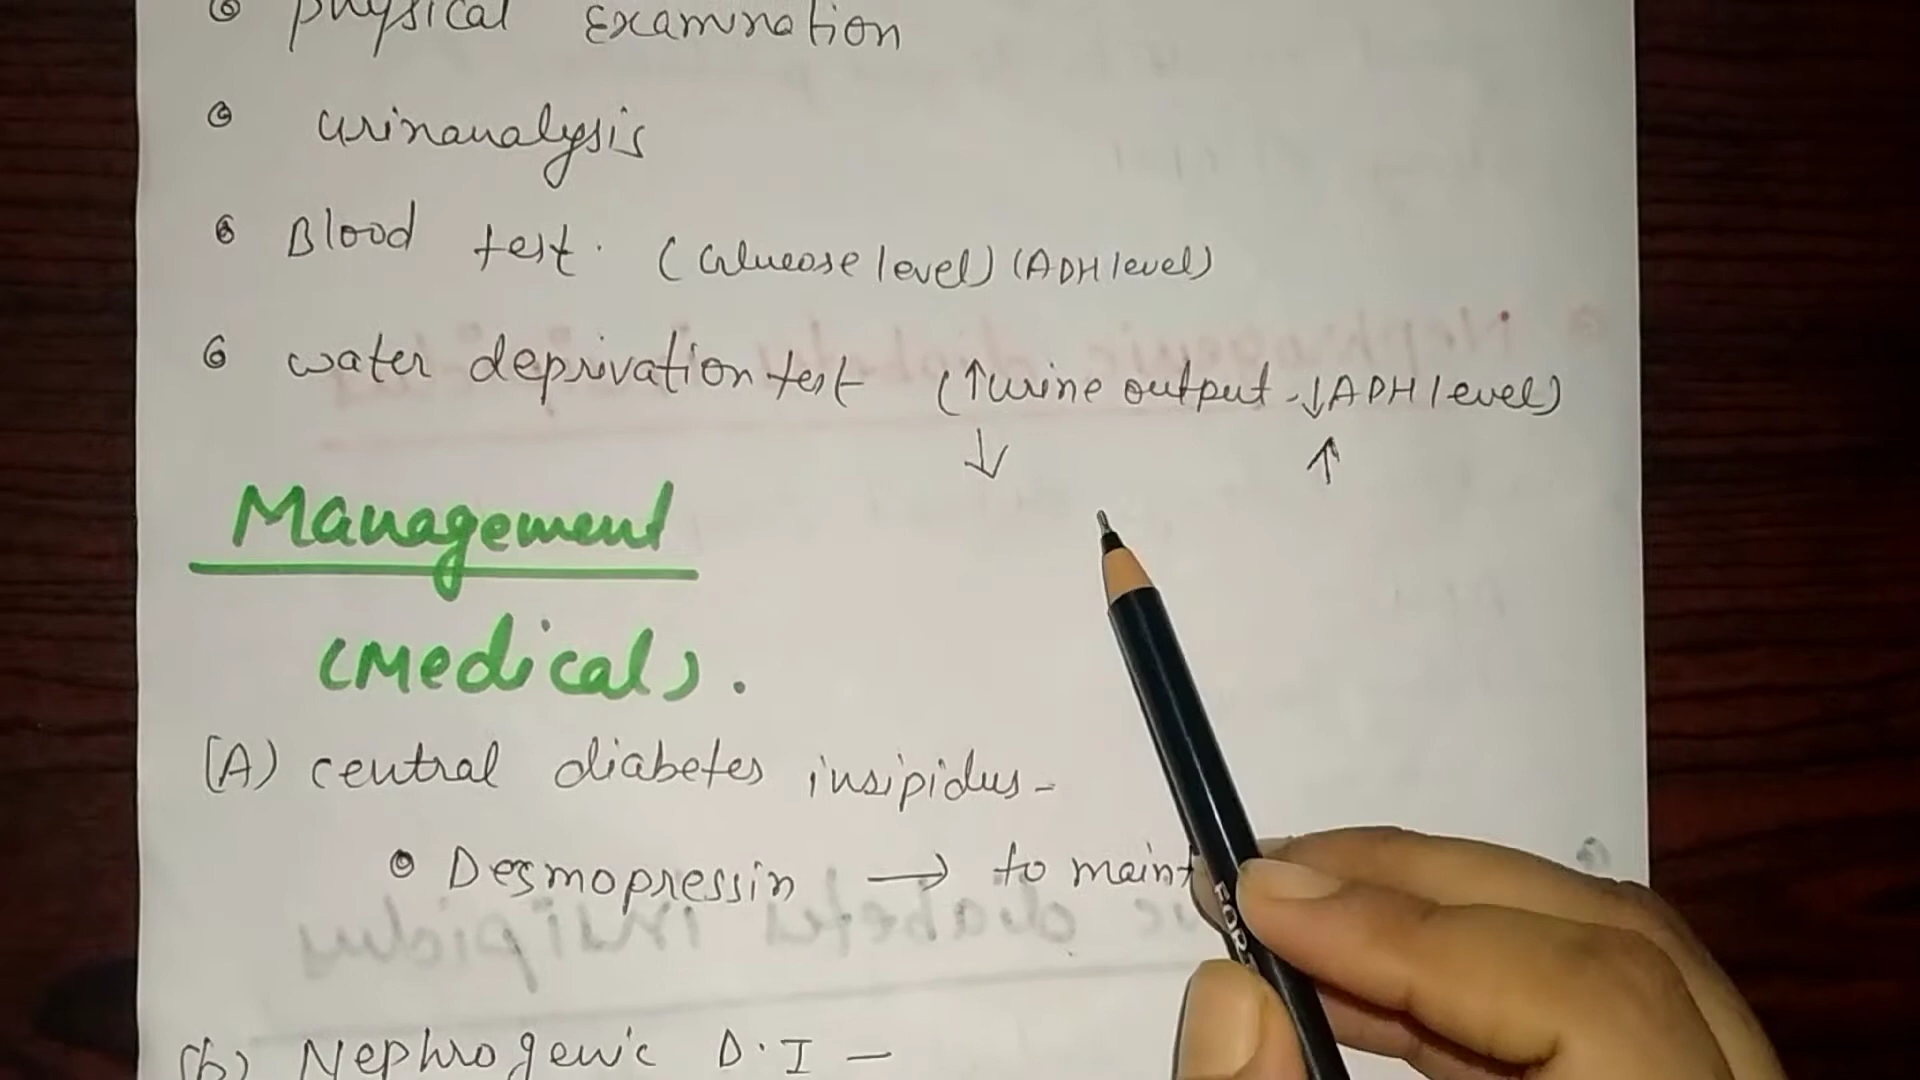 physical examination
urinanalysis
Blood test. (Glucose level) (ADH level)
water deprivation test (↑urine output - ↓ADH level)
↓ ↑
Management
(Medical).
(A) central diabetes insipidus -
Desmopressin → to maint
(b) Nephrogenic D.I -
FOR